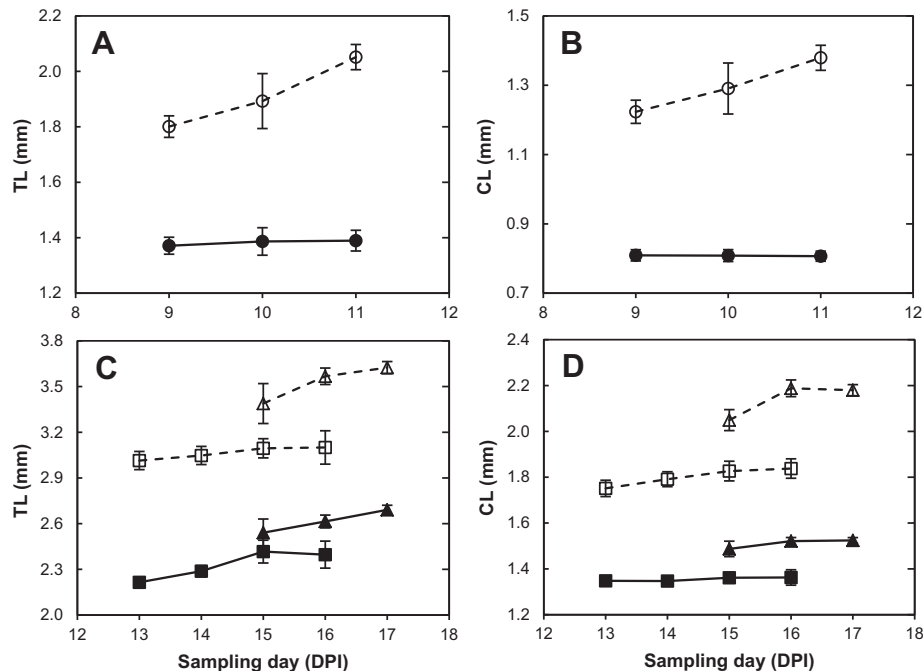 A
TL (mm)
2.2
2.0
1.8
1.6
1.4
1.2
8 9 10 11 12
B
CL (mm)
1.5
1.3
1.1
0.9
0.7
8 9 10 11 12
C
TL (mm)
3.8
3.5
3.2
2.9
2.6
2.3
2.0
12 13 14 15 16 17 18
Sampling day (DPI)
D
CL (mm)
2.4
2.2
2.0
1.8
1.6
1.4
1.2
12 13 14 15 16 17 18
Sampling day (DPI)